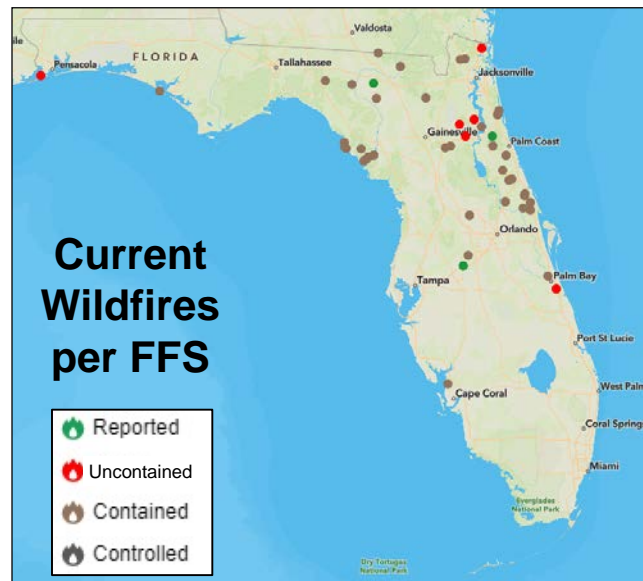 Valdosta
FLORIDA
Tallahassee
Pensacola
Jacksonville
Gainesville
Palm Coast
Orlando
Tampa
Palm Bay
Port St Lucie
Cape Coral
West Palm
Coral Spring
Miami
Everglades
National Park
Dry Tortugas
National Park
Current
Wildfires
per FFS
Reported
Uncontained
Contained
Controlled